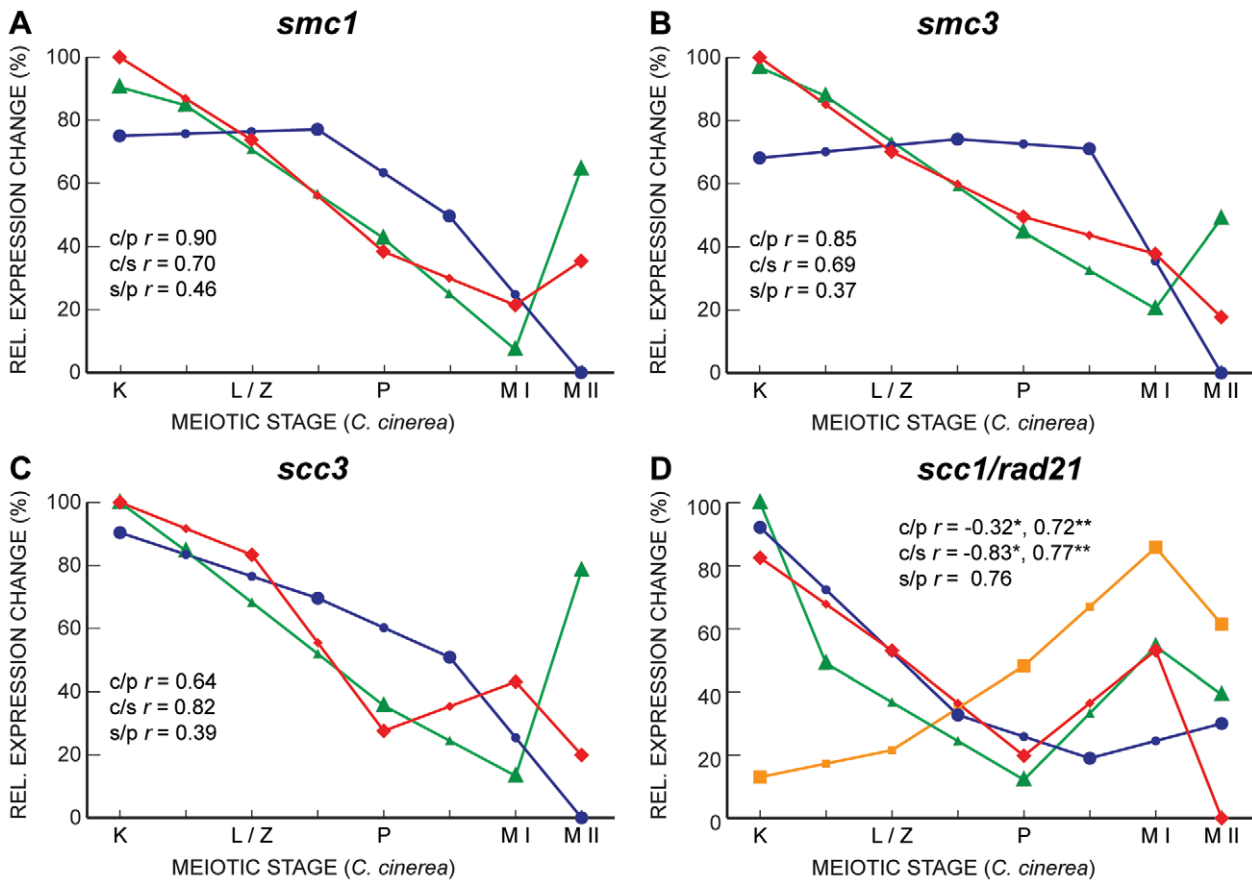 A
smc1
REL. EXPRESSION CHANGE (%)
100
80
60
40
20
0
c/p r = 0.90
c/s r = 0.70
s/p r = 0.46
K
L / Z
P
M I
M II
MEIOTIC STAGE (C. cinerea)
B
smc3
REL. EXPRESSION CHANGE (%)
100
80
60
40
20
0
c/p r = 0.85
c/s r = 0.69
s/p r = 0.37
K
L / Z
P
M I
M II
MEIOTIC STAGE (C. cinerea)
C
scc3
REL. EXPRESSION CHANGE (%)
100
80
60
40
20
0
c/p r = 0.64
c/s r = 0.82
s/p r = 0.39
K
L / Z
P
M I
M II
MEIOTIC STAGE (C. cinerea)
D
scc1/rad21
REL. EXPRESSION CHANGE (%)
100
80
60
40
20
0
c/p r = -0.32*, 0.72**
c/s r = -0.83*, 0.77**
s/p r = 0.76
K
L / Z
P
M I
M II
MEIOTIC STAGE (C. cinerea)